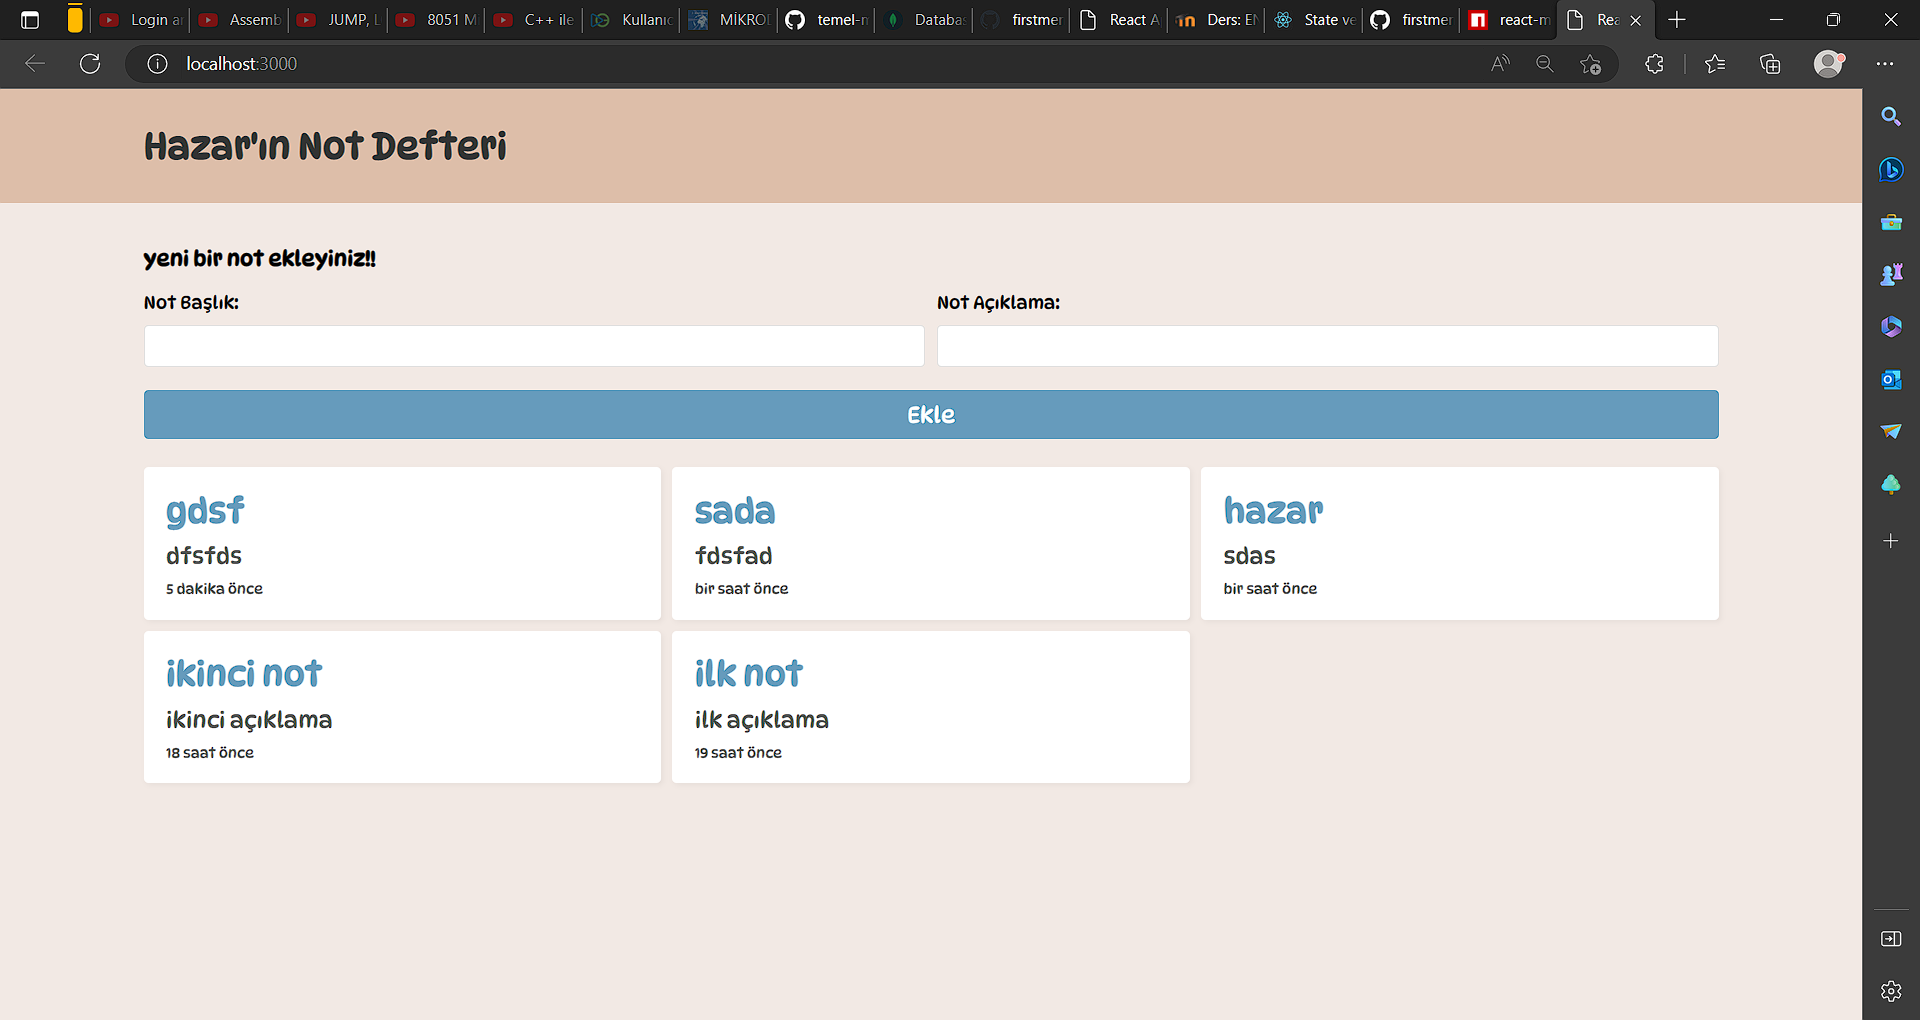 Login ar
Assemb
JUMP, L
8051 M
C++ ile
Kullanıc
MİKROI
temel-n
Databa
firstmer
React A
Ders: EN
State ve
firstmer
react-m
Rea
localhost:3000
Hazar'ın Not Defteri
yeni bir not ekleyiniz!!
Not Başlık:
Not Açıklama:
Ekle
gdsf
dfsfds
5 dakika önce
sada
fdsfad
bir saat önce
hazar
sdas
bir saat önce
ikinci not
ikinci açıklama
18 saat önce
ilk not
ilk açıklama
19 saat önce